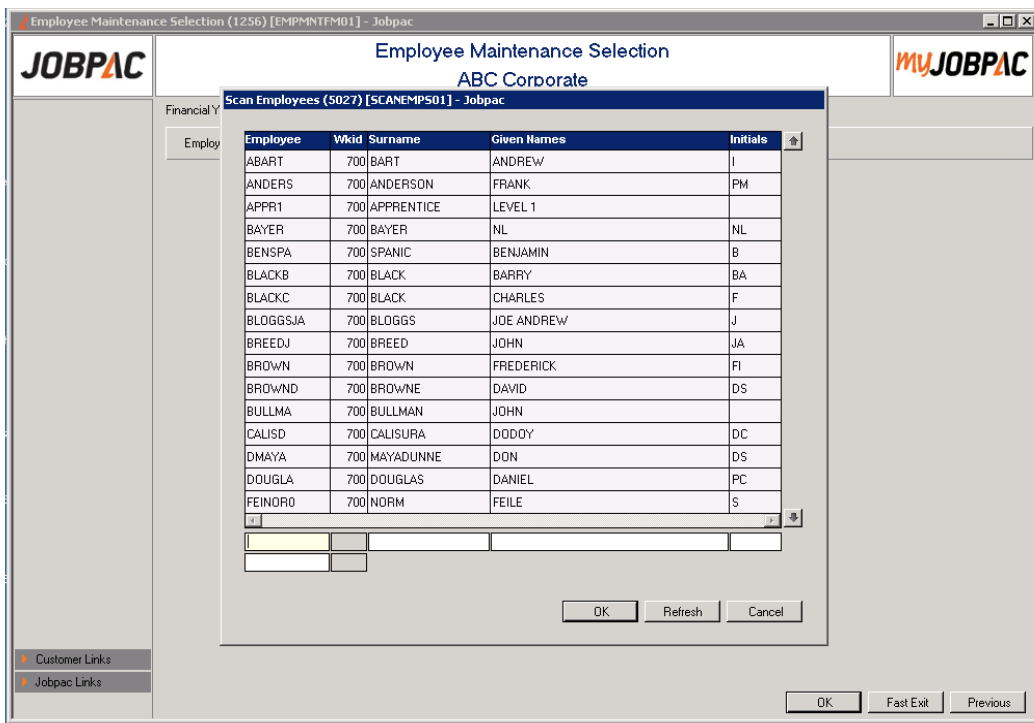 Employee Maintenance Selection (1256) [EMPMNTFM01] - Jobpac
JOBPAC
Employee Maintenance Selection
ABC Corporate
myJOBPAC
Financial Y
Scan Employees (5027) [SCANEMPS01] - Jobpac
Employ
Employee Wkid Surname Given Names Initials
ABART 700 BART ANDREW I
ANDERS 700 ANDERSON FRANK PM
APPR1 700 APPRENTICE LEVEL 1
BAYER 700 BAYER NL NL
BENSPA 700 SPANIC BENJAMIN B
BLACKB 700 BLACK BARRY BA
BLACKC 700 BLACK CHARLES F
BLOGGSJA 700 BLOGGS JOE ANDREW J
BREEDJ 700 BREED JOHN JA
BROWN 700 BROWN FREDERICK FI
BROWND 700 BROWNE DAVID DS
BULLMA 700 BULLMAN JOHN
CALISD 700 CALISURA DODOY DC
DMAYA 700 MAYADUNNE DON DS
DOUGLA 700 DOUGLAS DANIEL PC
FEINOR0 700 NORM FEILE S
OK Refresh Cancel
Customer Links
Jobpac Links
OK Fast Exit Previous